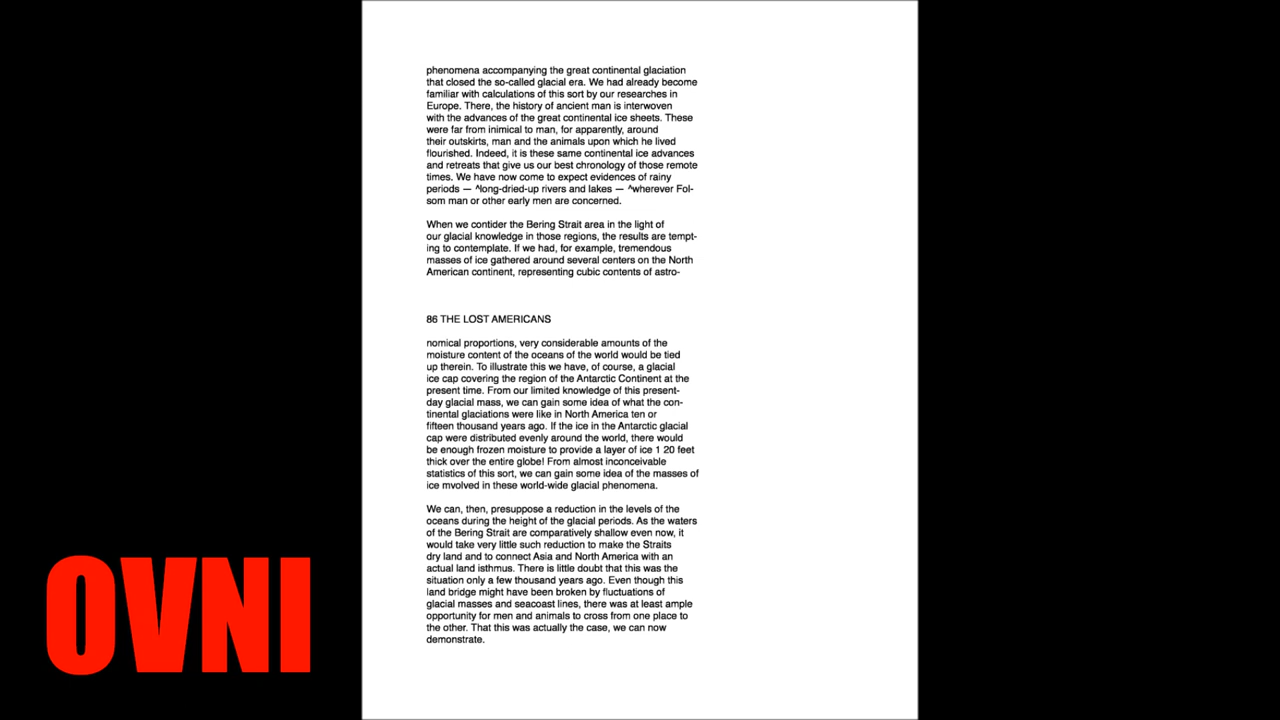 phenomena accompanying the great continental glaciation
that closed the so-called glacial era. We had already become
familiar with calculations of this sort by our researches in
Europe. There, the history of ancient man is interwoven
with the advances of the great continental ice sheets. These
were far from inimical to man, for apparently, around
their outskirts, man and the animals upon which he lived
flourished. Indeed, it is these same continental ice advances
and retreats that give us our best chronology of those remote
times. We have now come to expect evidences of rainy
periods — ^long-dried-up rivers and lakes — ^wherever Fol-
som man or other early men are concerned.
When we contider the Bering Strait area in the light of
our glacial knowledge in those regions, the results are tempt-
ing to contemplate. If we had, for example, tremendous
masses of ice gathered around several centers on the North
American continent, representing cubic contents of astro-
86 THE LOST AMERICANS
nomical proportions, very considerable amounts of the
moisture content of the oceans of the world would be tied
up therein. To illustrate this we have, of course, a glacial
ice cap covering the region of the Antarctic Continent at the
present time. From our limited knowledge of this present-
day glacial mass, we can gain some idea of what the con-
tinental glaciations were like in North America ten or
fifteen thousand years ago. If the ice in the Antarctic glacial
cap were distributed evenly around the world, there would
be enough frozen moisture to provide a layer of ice 1 20 feet
thick over the entire globe! From almost inconceivable
statistics of this sort, we can gain some idea of the masses of
ice mvolved in these world-wide glacial phenomena.
We can, then, presuppose a reduction in the levels of the
oceans during the height of the glacial periods. As the waters
of the Bering Strait are comparatively shallow even now, it
would take very little such reduction to make the Straits
dry land and to connect Asia and North America with an
actual land isthmus. There is little doubt that this was the
situation only a few thousand years ago. Even though this
land bridge might have been broken by fluctuations of
glacial masses and seacoast lines, there was at least ample
opportunity for men and animals to cross from one place to
the other. That this was actually the case, we can now
demonstrate.
OVNI